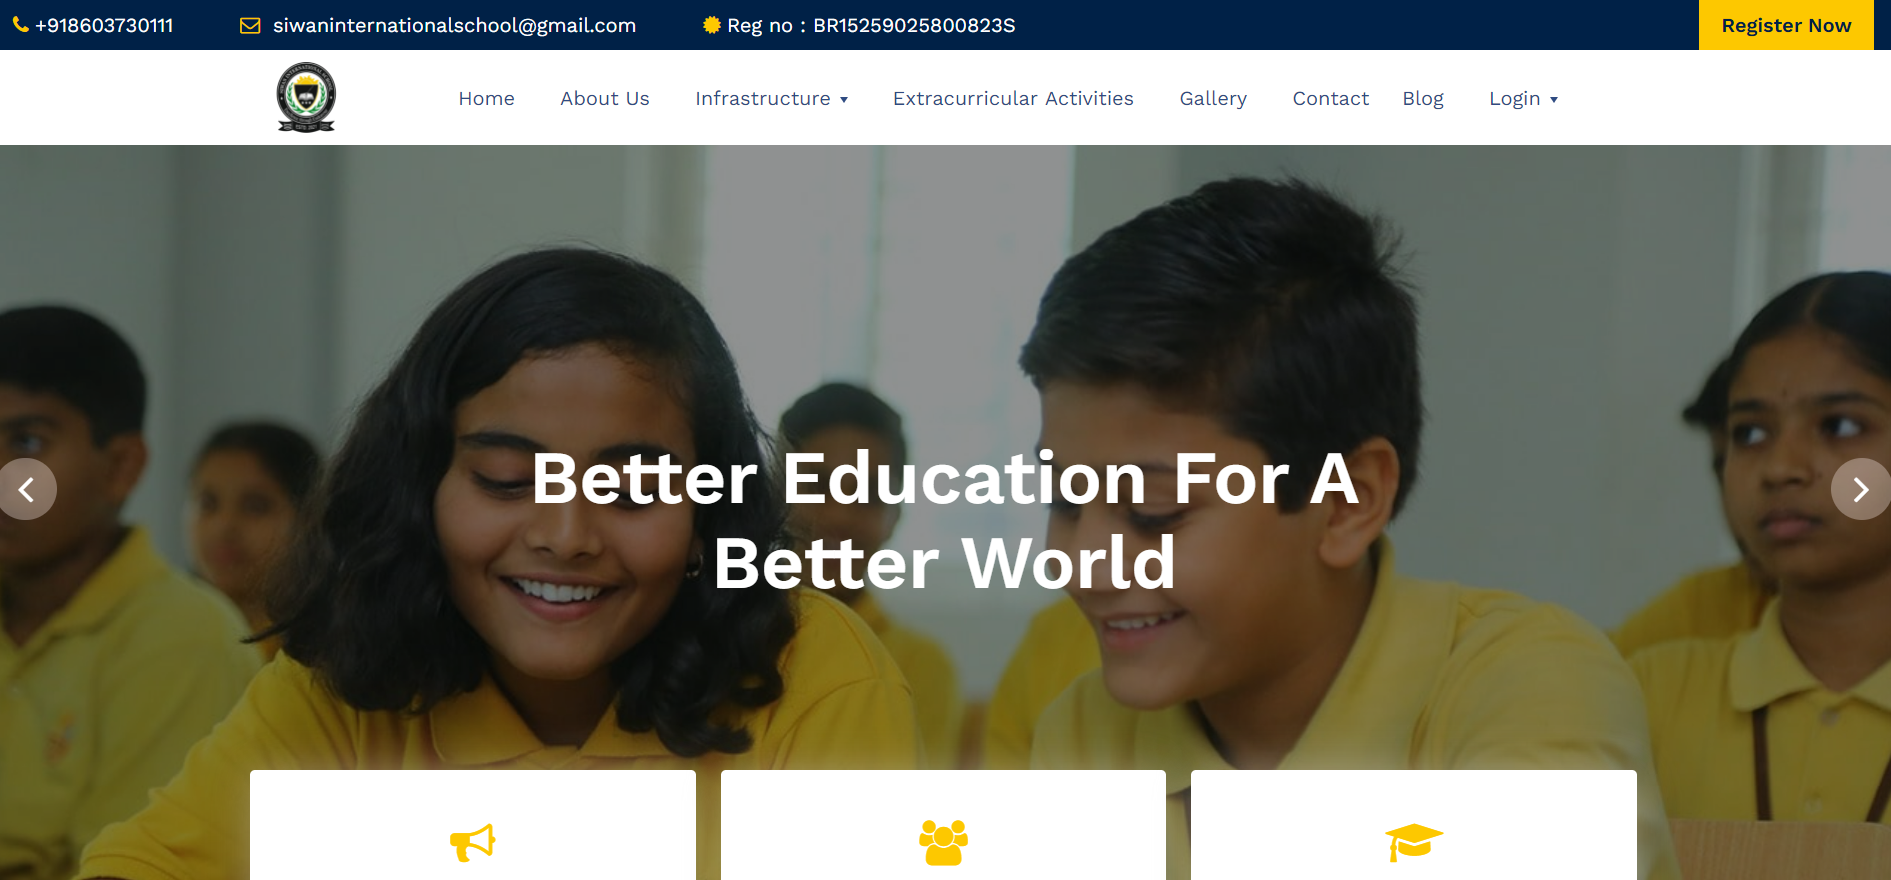 +918603730111
siwaninternationalschool@gmail.com
Reg no : BR15259025800823S
Register Now
Home
About Us
Infrastructure
Extracurricular Activities
Gallery
Contact
Blog
Login
Better Education For A
Better World